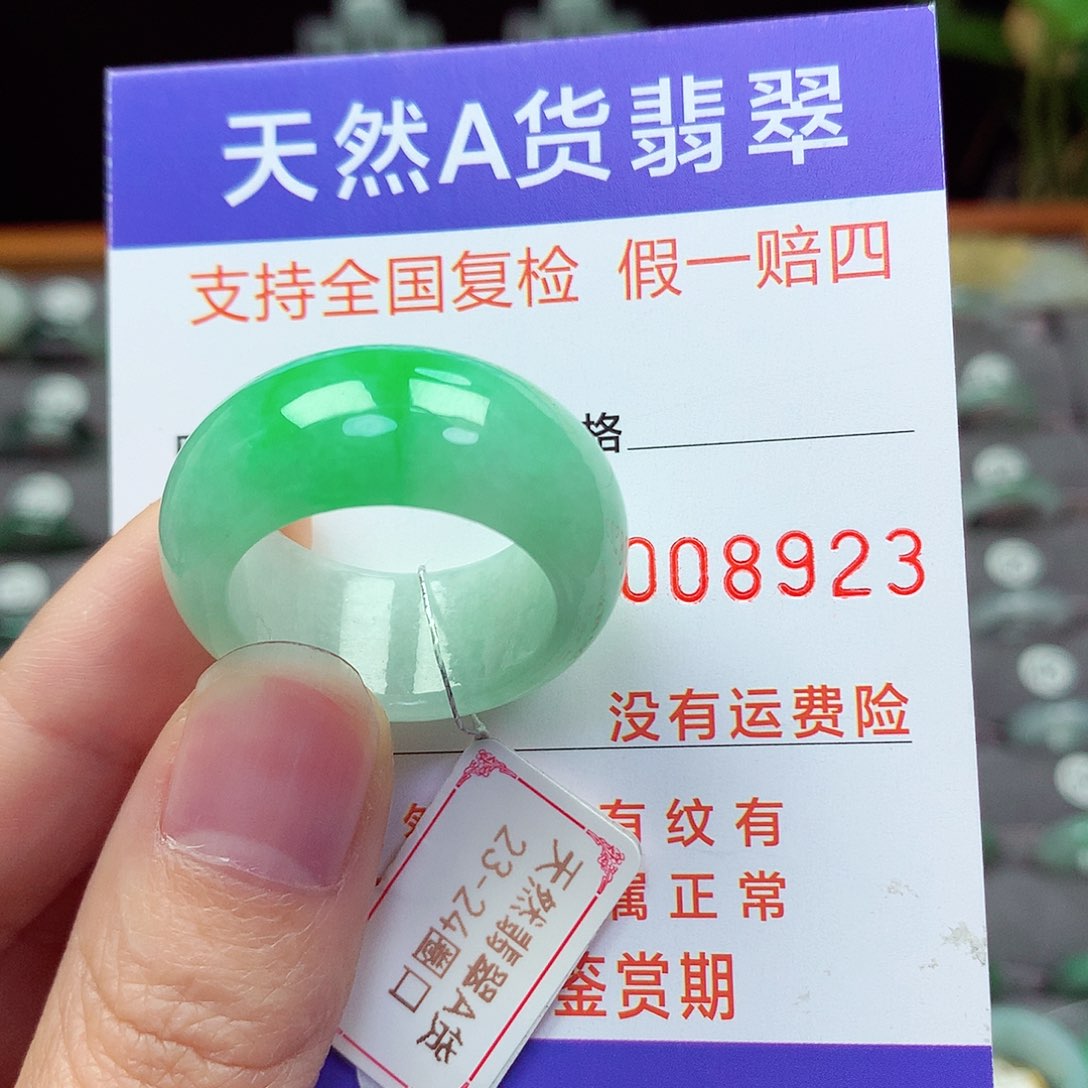 天然A货翡翠
支持全国复检 假一赔四
格
008923
没有运费险
有纹有
属正常
鉴赏期
天然翡翠A货
23-24圈口